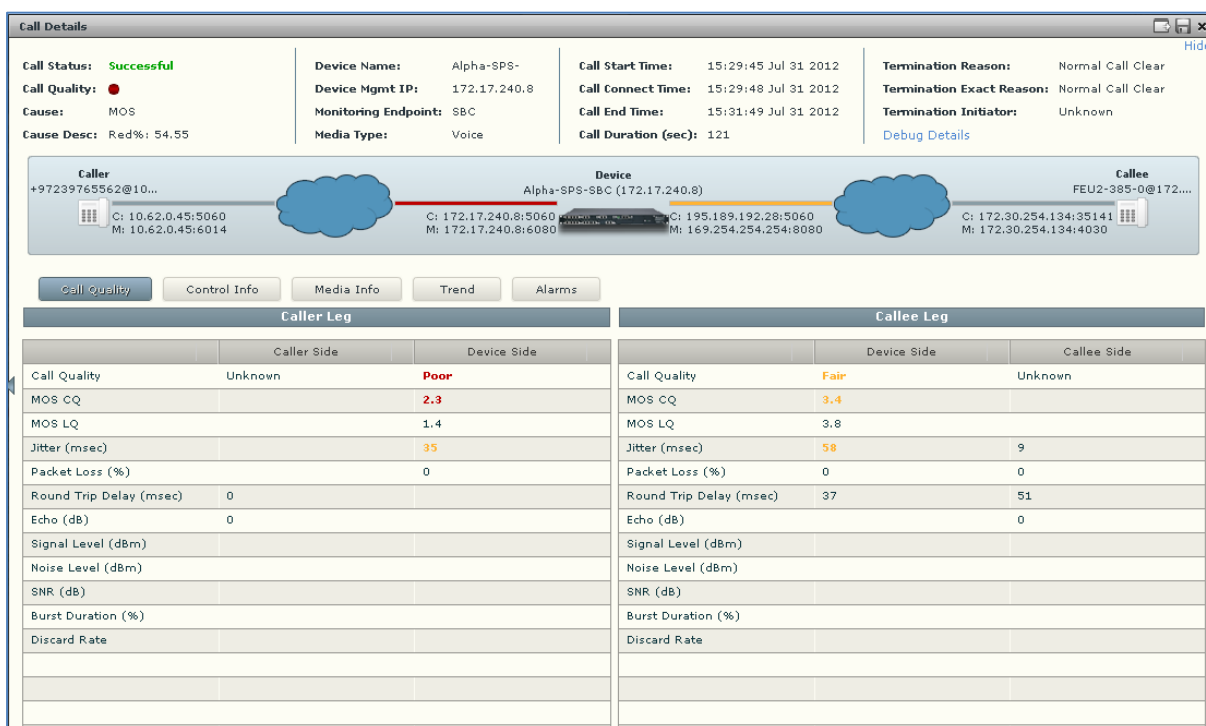 Call Details
Hide
Call Status: Successful Device Name: Alpha-SPS- Call Start Time: 15:29:45 Jul 31 2012 Termination Reason: Normal Call Clear
Call Quality: Device Mgmt IP: 172.17.240.8 Call Connect Time: 15:29:48 Jul 31 2012 Termination Exact Reason: Normal Call Clear
Cause: MOS Monitoring Endpoint: SBC Call End Time: 15:31:49 Jul 31 2012 Termination Initiator: Unknown
Cause Desc: Red%: 54.55 Media Type: Voice Call Duration (sec): 121 Debug Details
Caller Device Callee
+97239765562@10... Alpha-SPS-SBC (172.17.240.8) FEU2-385-0@172....
C: 10.62.0.45:5060 C: 172.17.240.8:5060 C: 195.189.192.28:5060 C: 172.30.254.134:35141
M: 10.62.0.45:6014 M: 172.17.240.8:6080 M: 169.254.254.254:8080 M: 172.30.254.134:4030
Call Quality Control Info Media Info Trend Alarms
Caller Leg
Caller Side Device Side
Call Quality Unknown Poor
MOS CQ 2.3
MOS LQ 1.4
Jitter (msec) 35
Packet Loss (%) 0
Round Trip Delay (msec) 0
Echo (dB) 0
Signal Level (dBm)
Noise Level (dBm)
SNR (dB)
Burst Duration (%)
Discard Rate
Callee Leg
Device Side Callee Side
Call Quality Fair Unknown
MOS CQ 3.4
MOS LQ 3.8
Jitter (msec) 58 9
Packet Loss (%) 0 0
Round Trip Delay (msec) 37 51
Echo (dB) 0
Signal Level (dBm)
Noise Level (dBm)
SNR (dB)
Burst Duration (%)
Discard Rate